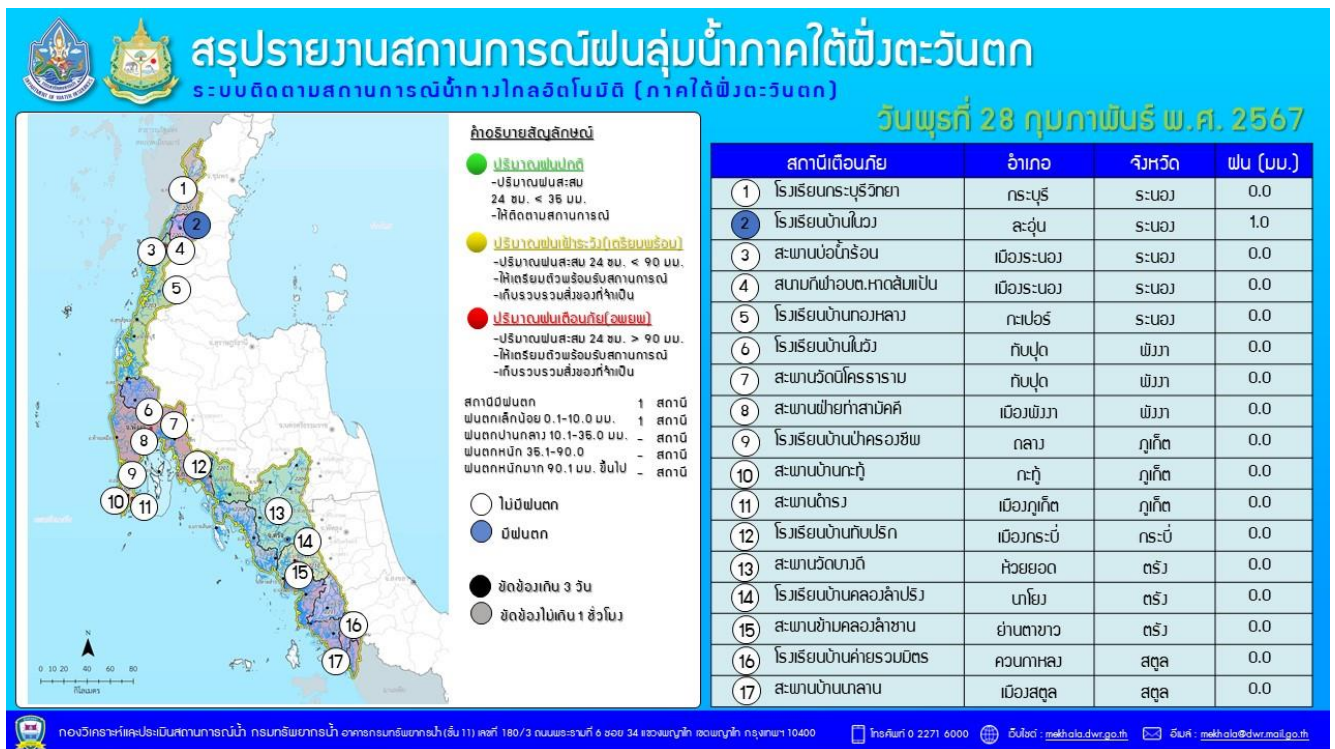 สรุปรายงานสถานการณ์ฝนลุ่มน้ำภาคใต้ฝั่งตะวันตก
ระบบติดตามสถานการณ์น้ำทางไกลอัตโนมัติ (ภาคใต้ฝั่งตะวันตก)
วันพุธที่ 28 กุมภาพันธ์ พ.ศ. 2567
คำอธิบายสัญลักษณ์
ปริมาณฝนปกติ
-ปริมาณฝนสะสม
24 ชม. < 35 มม.
-ให้ติดตามสถานการณ์
ปริมาณฝนเฝ้าระวัง(เตรียมพร้อม)
-ปริมาณฝนสะสม 24 ชม. < 90 มม.
-ให้เตรียมตัวพร้อมรับสถานการณ์
-เก็บรวบรวมสิ่งของที่จำเป็น
ปริมาณฝนเตือนภัย(อพยพ)
-ปริมาณฝนสะสม 24 ชม. > 90 มม.
-ให้เตรียมตัวพร้อมรับสถานการณ์
-เก็บรวบรวมสิ่งของที่จำเป็น
สถานีมีฝนตก 1 สถานี
ฝนตกเล็กน้อย 0.1-10.0 มม. 1 สถานี
ฝนตกปานกลาง 10.1-35.0 มม. - สถานี
ฝนตกหนัก 35.1-90.0 - สถานี
ฝนตกหนักมาก 90.1 มม. ขึ้นไป - สถานี
ไม่มีฝนตก
มีฝนตก
ขัดข้องเกิน 3 วัน
ขัดข้องไม่เกิน 1 ชั่วโมง
1
2
3 4
5
6
7
8
9
12
10 11
13
14
15
16
17
N
0 10 20 40 60 80
กิโลเมตร
สถานีเตือนภัย อำเภอ จังหวัด ฝน (มม.)
1 โรงเรียนกระบุรีวิทยา กระบุรี ระนอง 0.0
2 โรงเรียนบ้านในวง ละอุ่น ระนอง 1.0
3 สะพานบ่อน้ำร้อน เมืองระนอง ระนอง 0.0
4 สนามกีฬาอบต.หาดส้มแป้น เมืองระนอง ระนอง 0.0
5 โรงเรียนบ้านทองหลาง กะเปอร์ ระนอง 0.0
6 โรงเรียนบ้านในวัง ทับปุด พังงา 0.0
7 สะพานวัดนิโครธาราม ทับปุด พังงา 0.0
8 สะพานฝ่ายท่าสามัคคี เมืองพังงา พังงา 0.0
9 โรงเรียนบ้านป่าครองชีพ ถลาง ภูเก็ต 0.0
10 สะพานบ้านกะทู้ กะทู้ ภูเก็ต 0.0
11 สะพานดำรง เมืองภูเก็ต ภูเก็ต 0.0
12 โรงเรียนบ้านทับปริก เมืองกระบี่ กระบี่ 0.0
13 สะพานวัดบางดี ห้วยยอด ตรัง 0.0
14 โรงเรียนบ้านคลองลำปริง นาโยง ตรัง 0.0
15 สะพานข้ามคลองลำชาน ย่านตาขาว ตรัง 0.0
16 โรงเรียนบ้านค่ายรวมมิตร ควนกาหลง สตูล 0.0
17 สะพานบ้านนาลาน เมืองสตูล สตูล 0.0
กองวิเคราะห์และประเมินสถานการณ์น้ำ กรมทรัพยากรน้ำ อาคารกรมทรัพยากรน้ำ (ชั้น 11) เลขที่ 180/3 ถนนพระรามที่ 6 ซอย 34 แขวงพญาไท เขตพญาไท กรุงเทพฯ 10400 โทรศัพท์ 0 2271 6000 เว็บไซต์ : mekhala.dwr.go.th อีเมล์ : mekhala@dwr.mail.go.th